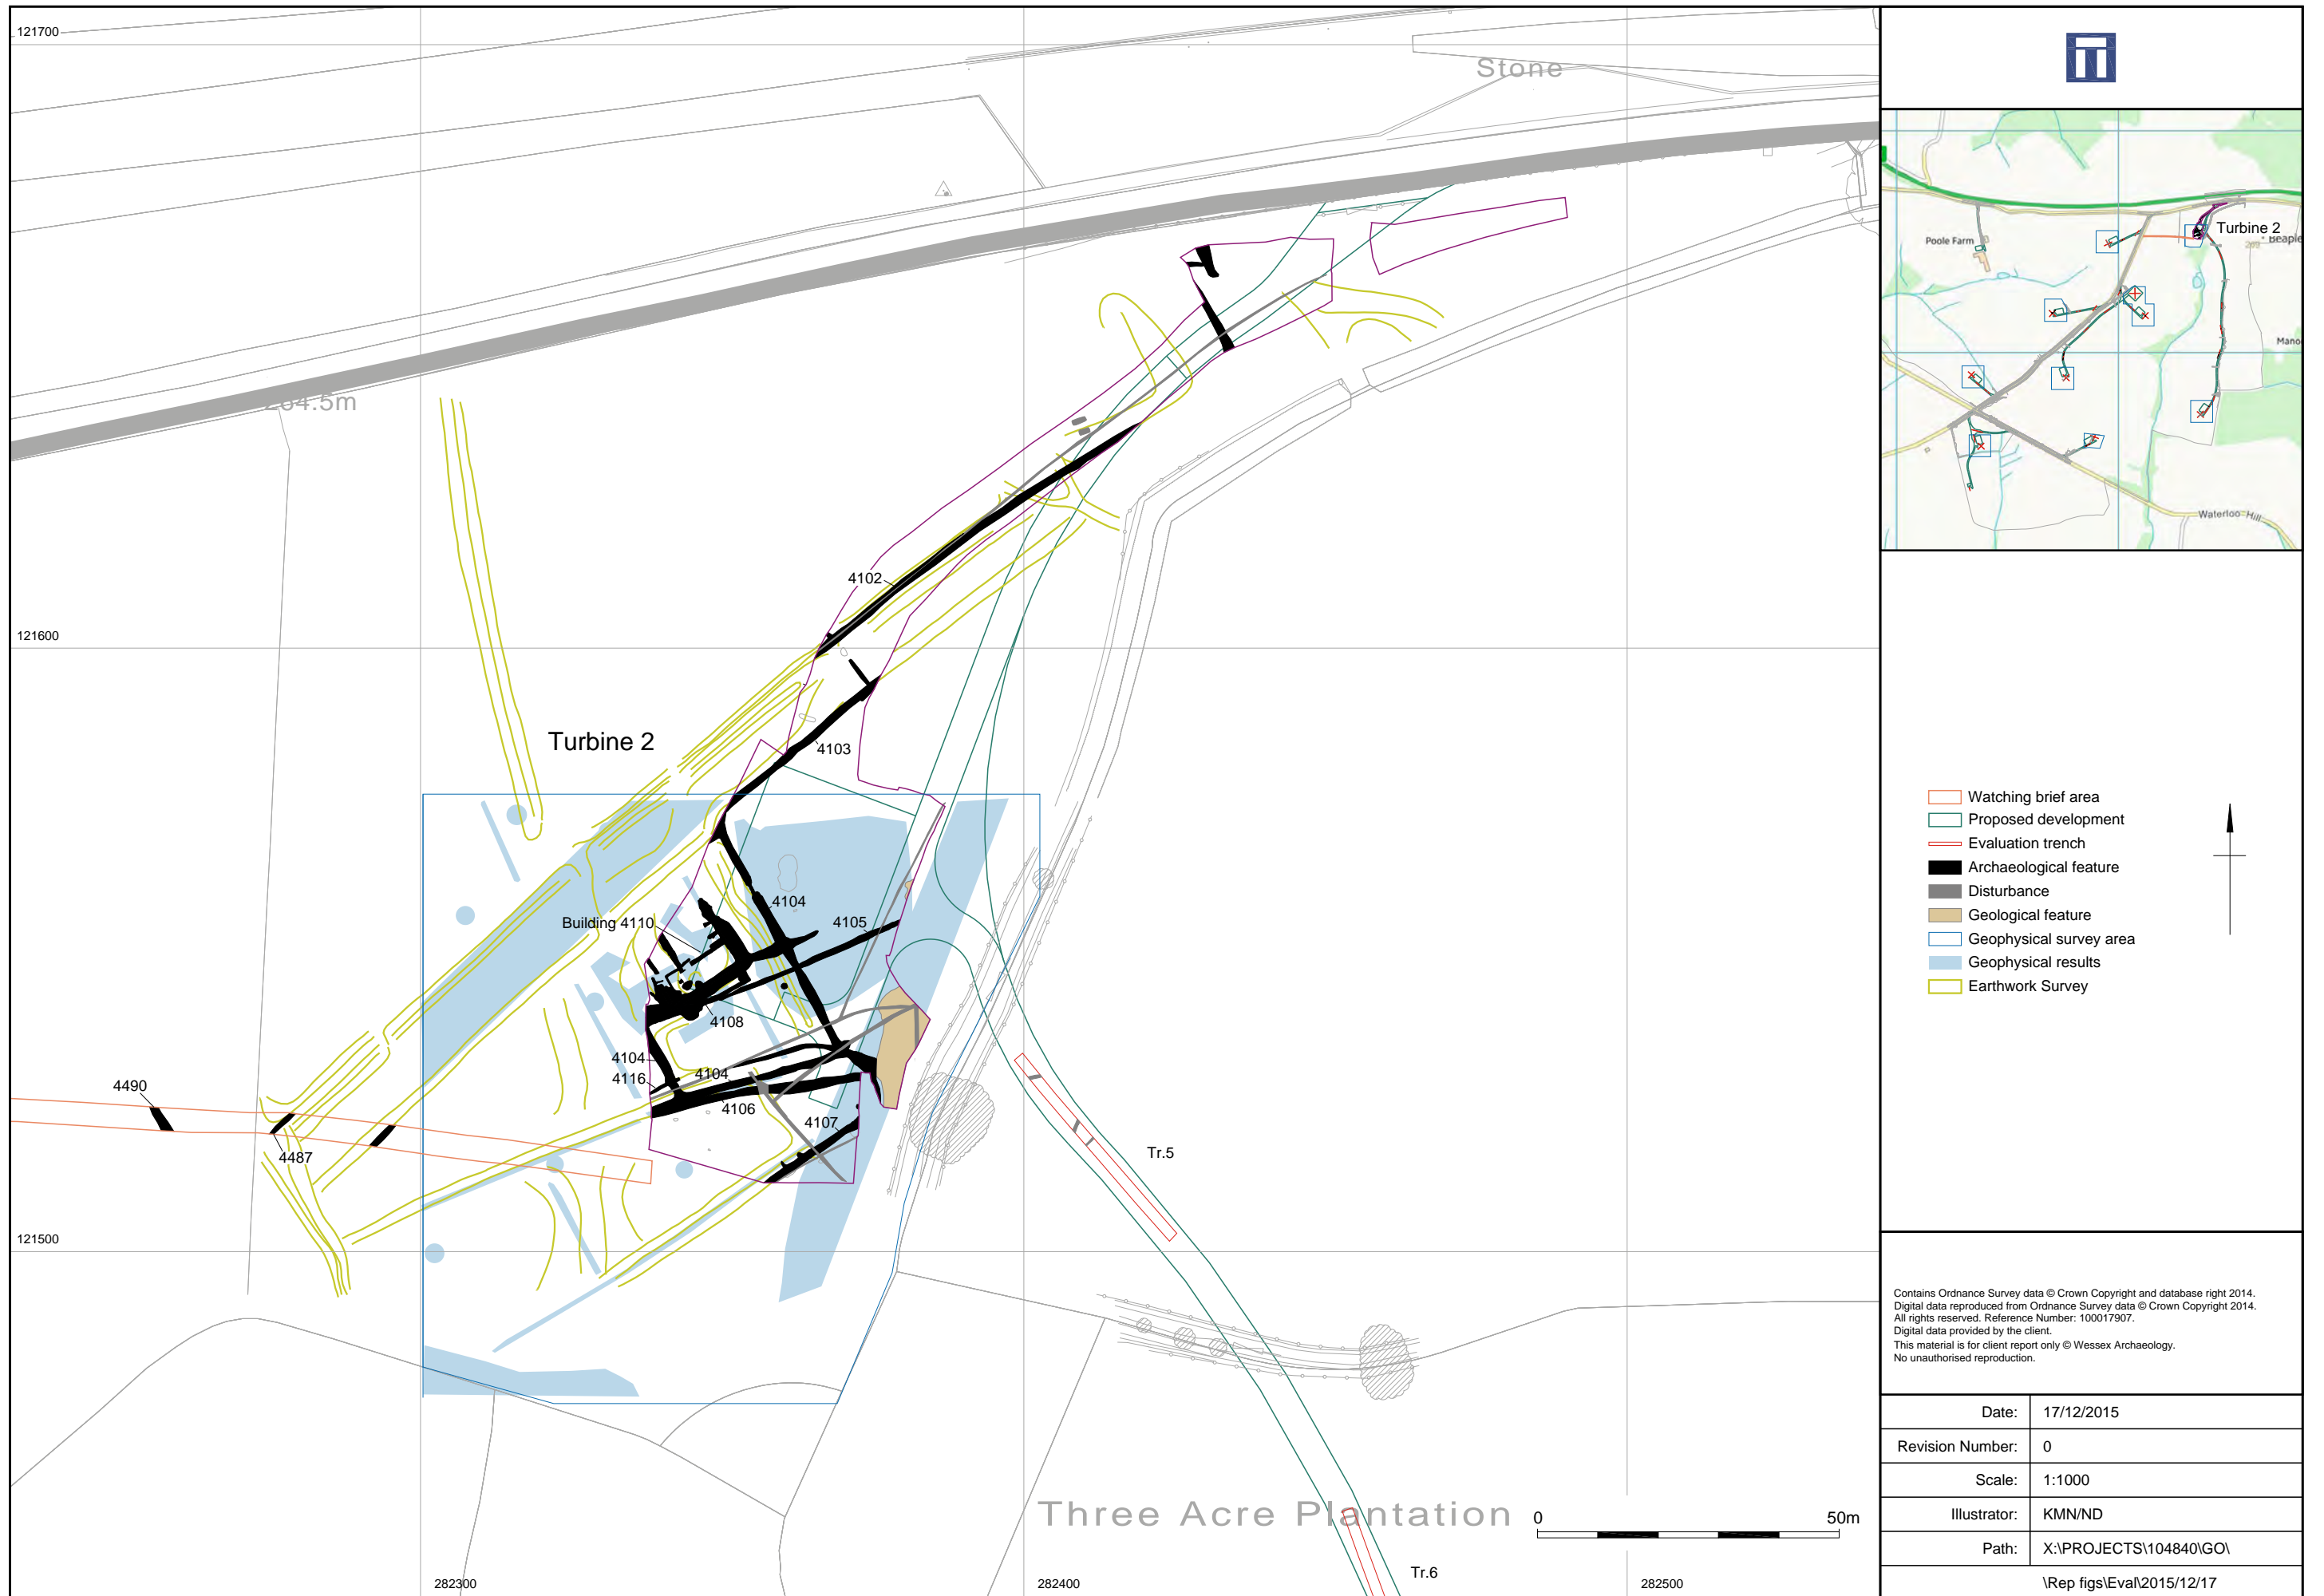 121700
Stone
264.5m
4102
121600
Turbine 2
4103
4104
4105
Building 4110
4108
4104
4116
4104
4106
4107
4490
4487
Tr.5
121500
Three Acre Plantation
0 50m
Tr.6
282300
282400
282500
Poole Farm
Turbine 2
Waterloo Hill
Watching brief area
Proposed development
Evaluation trench
Archaeological feature
Disturbance
Geological feature
Geophysical survey area
Geophysical results
Earthwork Survey
Contains Ordnance Survey data © Crown Copyright and database right 2014.
Digital data reproduced from Ordnance Survey data © Crown Copyright 2014.
All rights reserved. Reference Number: 100017907.
Digital data provided by the client.
This material is for client report only © Wessex Archaeology.
No unauthorised reproduction.
Date: 17/12/2015
Revision Number: 0
Scale: 1:1000
Illustrator: KMN/ND
Path: X:\PROJECTS\104840\GO\
\Rep figs\Eval\2015/12/17